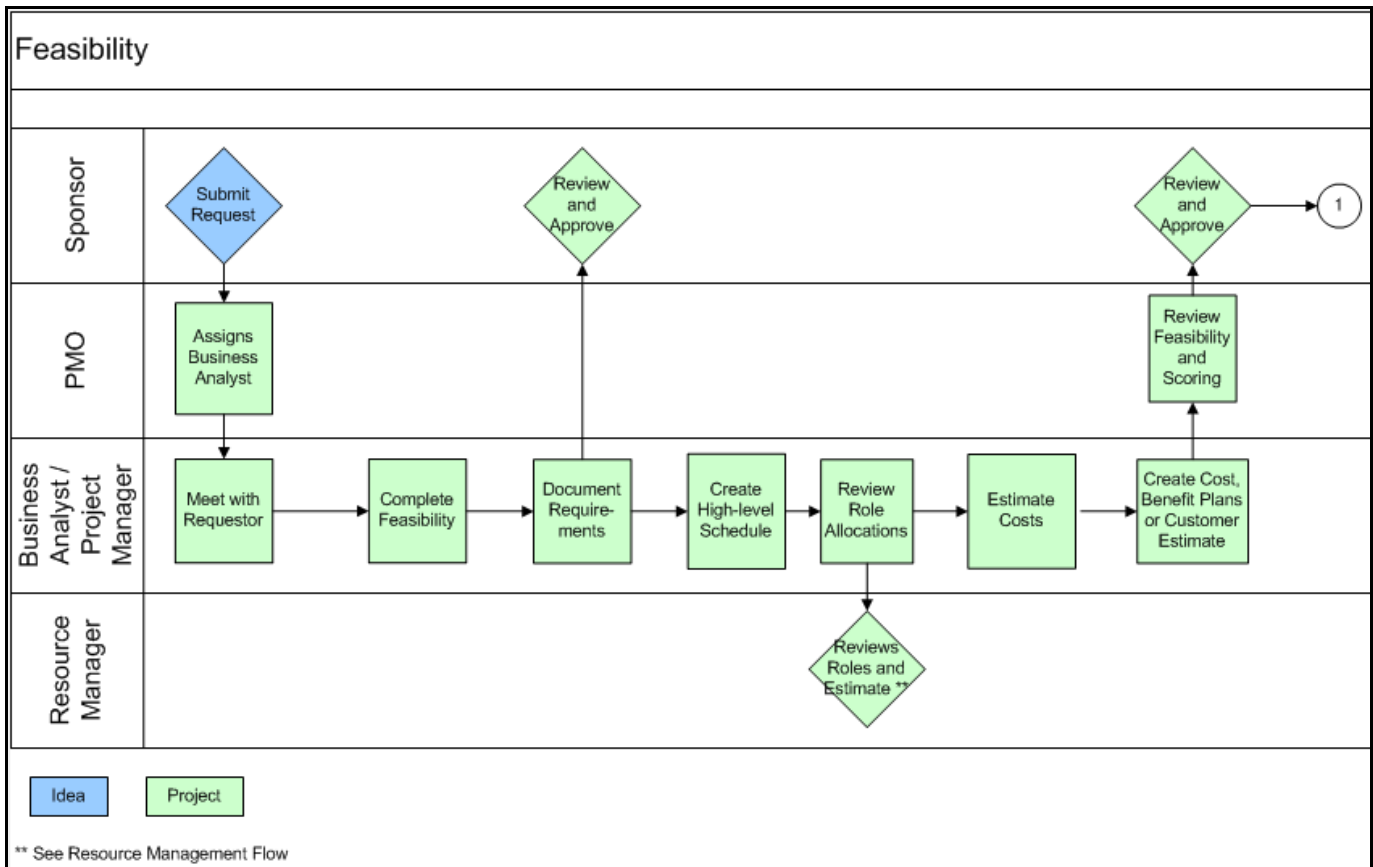 Feasibility
Sponsor
Submit
Request
Review
and
Approve
Review
and
Approve
1
PMO
Assigns
Business
Analyst
Review
Feasibility
and
Scoring
Business
Analyst /
Project
Manager
Meet with
Requestor
Complete
Feasibility
Document
Require-
ments
Create
High-level
Schedule
Review
Role
Allocations
Estimate
Costs
Create Cost,
Benefit Plans
or Customer
Estimate
Resource
Manager
Reviews
Roles and
Estimate **
Idea
Project
** See Resource Management Flow